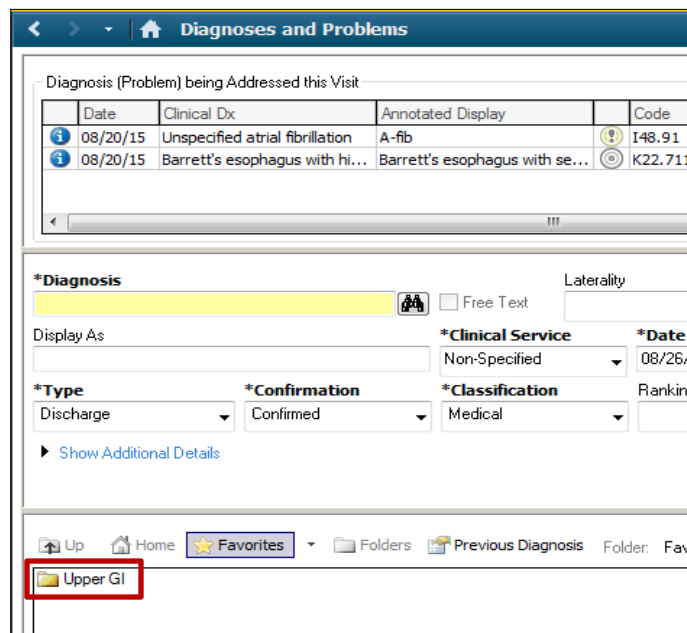 Diagnoses and Problems
Diagnosis (Problem) being Addressed this Visit
Date Clinical Dx Annotated Display Code
08/20/15 Unspecified atrial fibrillation A-fib I48.91
08/20/15 Barrett's esophagus with hi... Barrett's esophagus with se... K22.711
*Diagnosis Laterality
Free Text
Display As *Clinical Service *Date
Non-Specified 08/26/
*Type *Confirmation *Classification Rankin
Discharge Confirmed Medical
Show Additional Details
Up Home Favorites Folders Previous Diagnosis Folder: Fav
Upper GI